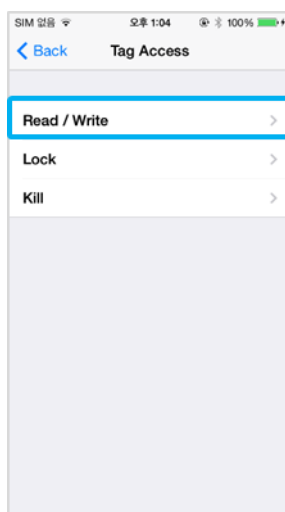 SIM 없음 오후 1:04 100%
Back Tag Access
Read / Write
Lock
Kill